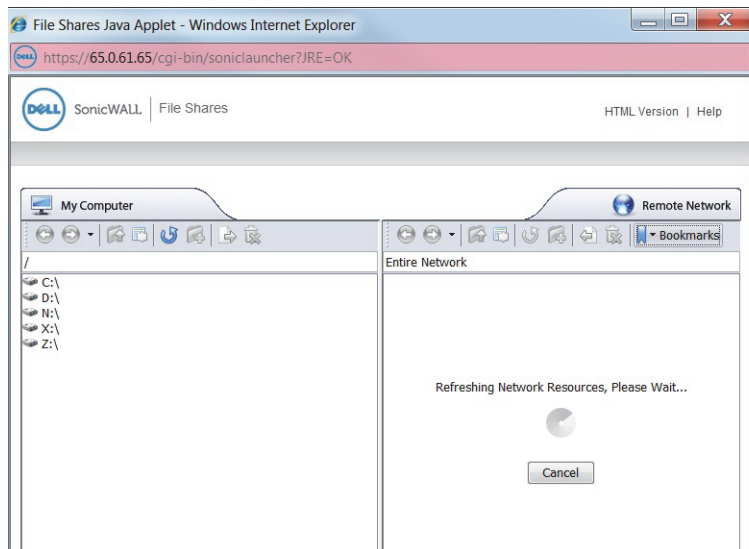 File Shares Java Applet - Windows Internet Explorer
https://65.0.61.65/cgi-bin/soniclauncher?JRE=OK
DELL SonicWALL | File Shares
HTML Version | Help
My Computer
Remote Network
Bookmarks
/
Entire Network
C:\
D:\
N:\
X:\
Z:\
Refreshing Network Resources, Please Wait...
Cancel